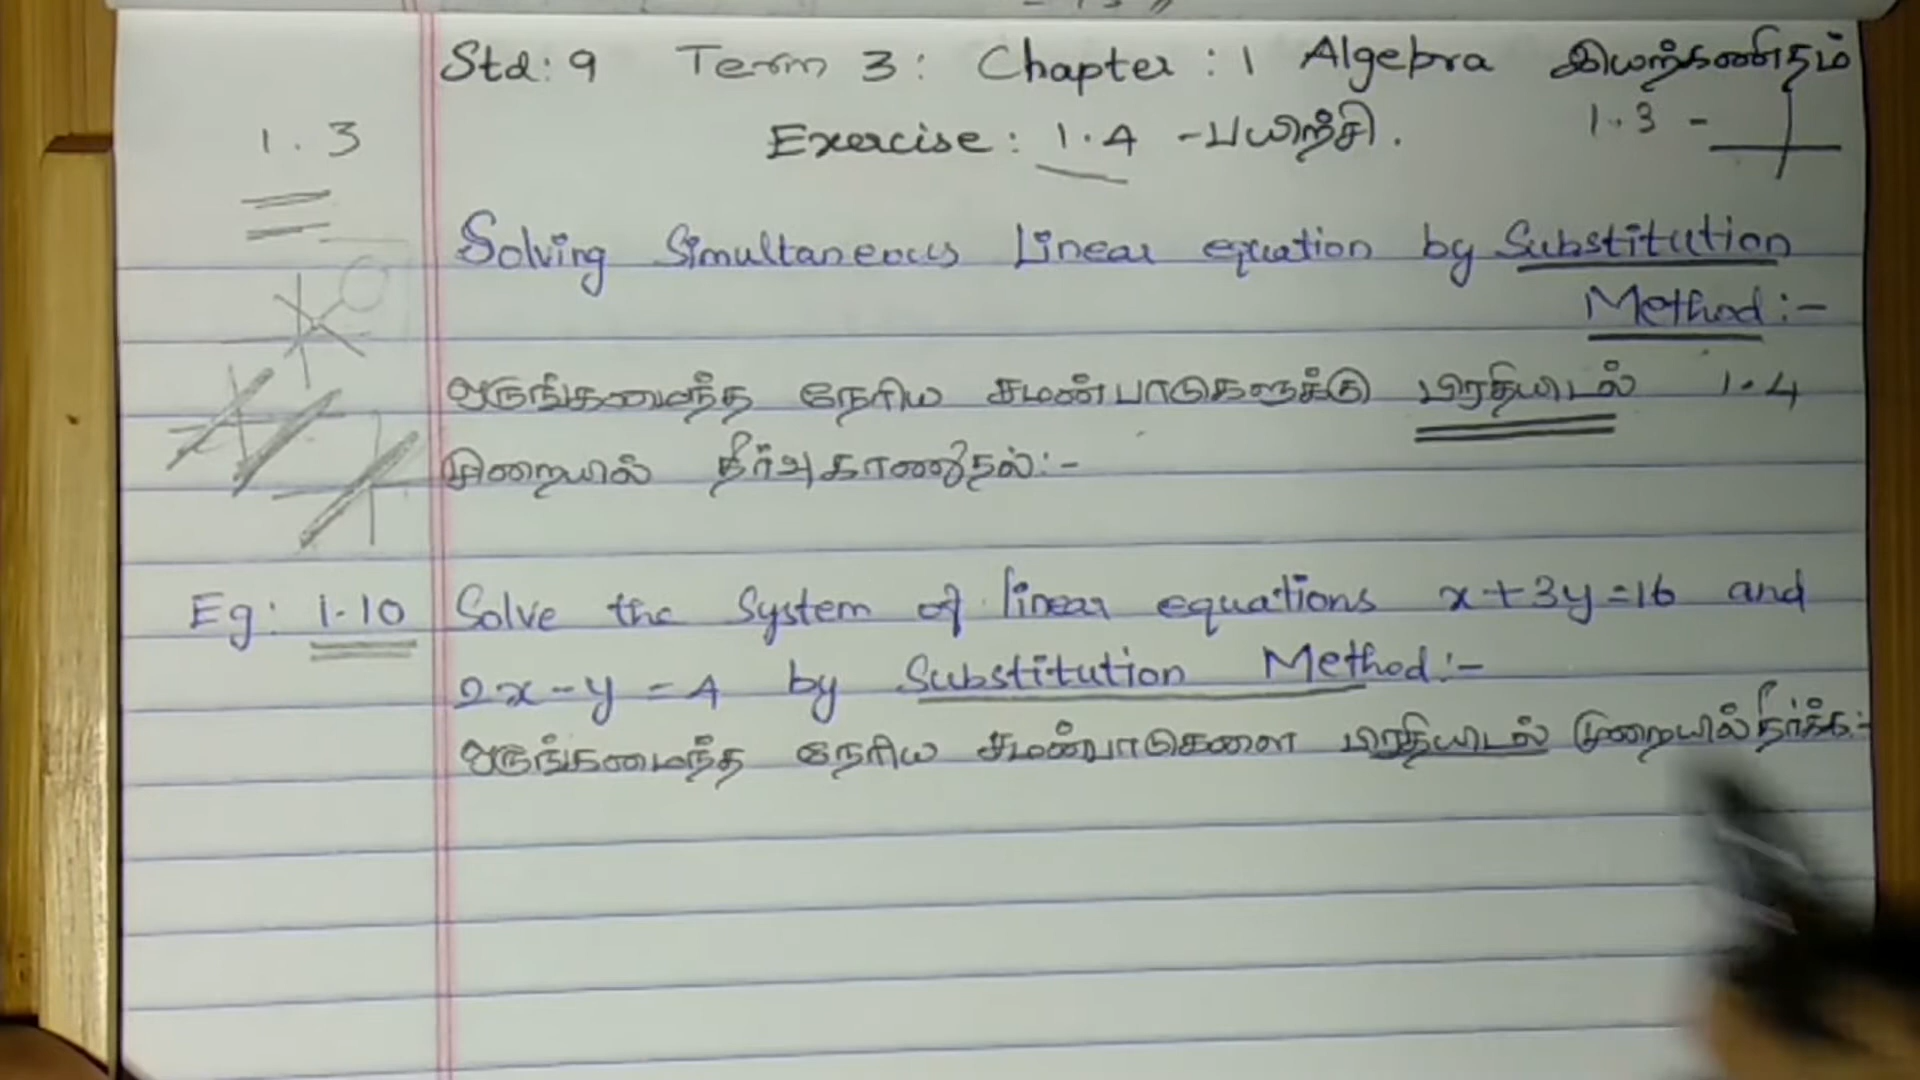 Std: 9 Term 3: Chapter: 1 Algebra இயற்கணிதம்
1.3 Exercise: 1.4 - பயிற்சி. 1.3 -
Solving Simultaneous Linear equation by Substitution
Method:-
ஒருங்கமைந்த நேரிய சமன்பாடுகளுக்கு பிரதியிடல் 1.4
முறையில் தீர்வுகாணுதல்:-
Eg: 1.10 Solve the System of linear equations x+3y=16 and
2x-y=4 by Substitution Method:-
ஒருங்கமைந்த நேரிய சமன்பாடுகளை பிரதியிடல் முறையில் தீர்க்க:-